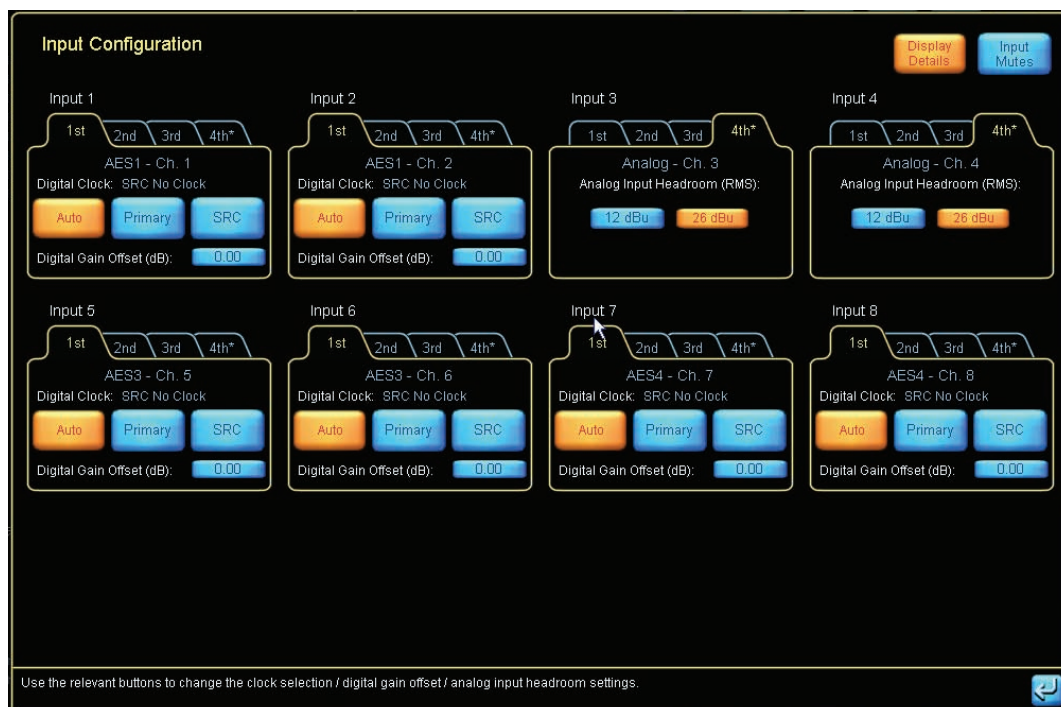 Input Configuration
Display
Details
Input
Mutes
Input 1
1st 2nd 3rd 4th*
AES1 - Ch. 1
Digital Clock: SRC No Clock
Auto Primary SRC
Digital Gain Offset (dB): 0.00
Input 2
1st 2nd 3rd 4th*
AES1 - Ch. 2
Digital Clock: SRC No Clock
Auto Primary SRC
Digital Gain Offset (dB): 0.00
Input 3
1st 2nd 3rd 4th*
Analog - Ch. 3
Analog Input Headroom (RMS):
12 dBu 26 dBu
Input 4
1st 2nd 3rd 4th*
Analog - Ch. 4
Analog Input Headroom (RMS):
12 dBu 26 dBu
Input 5
1st 2nd 3rd 4th*
AES3 - Ch. 5
Digital Clock: SRC No Clock
Auto Primary SRC
Digital Gain Offset (dB): 0.00
Input 6
1st 2nd 3rd 4th*
AES3 - Ch. 6
Digital Clock: SRC No Clock
Auto Primary SRC
Digital Gain Offset (dB): 0.00
Input 7
1st 2nd 3rd 4th*
AES4 - Ch. 7
Digital Clock: SRC No Clock
Auto Primary SRC
Digital Gain Offset (dB): 0.00
Input 8
1st 2nd 3rd 4th*
AES4 - Ch. 8
Digital Clock: SRC No Clock
Auto Primary SRC
Digital Gain Offset (dB): 0.00
Use the relevant buttons to change the clock selection / digital gain offset / analog input headroom settings.